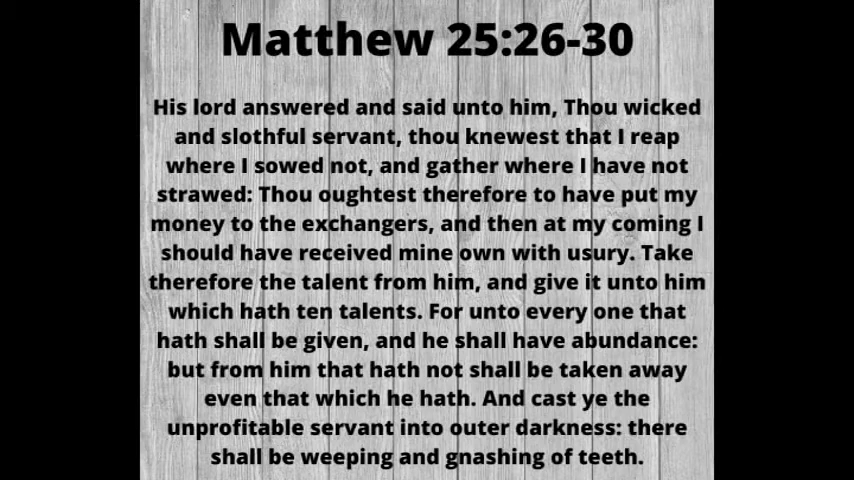 Matthew 25:26-30
His lord answered and said unto him, Thou wicked
and slothful servant, thou knewest that I reap
where I sowed not, and gather where I have not
strawed: Thou oughtest therefore to have put my
money to the exchangers, and then at my coming I
should have received mine own with usury. Take
therefore the talent from him, and give it unto him
which hath ten talents. For unto every one that
hath shall be given, and he shall have abundance:
but from him that hath not shall be taken away
even that which he hath. And cast ye the
unprofitable servant into outer darkness: there
shall be weeping and gnashing of teeth.